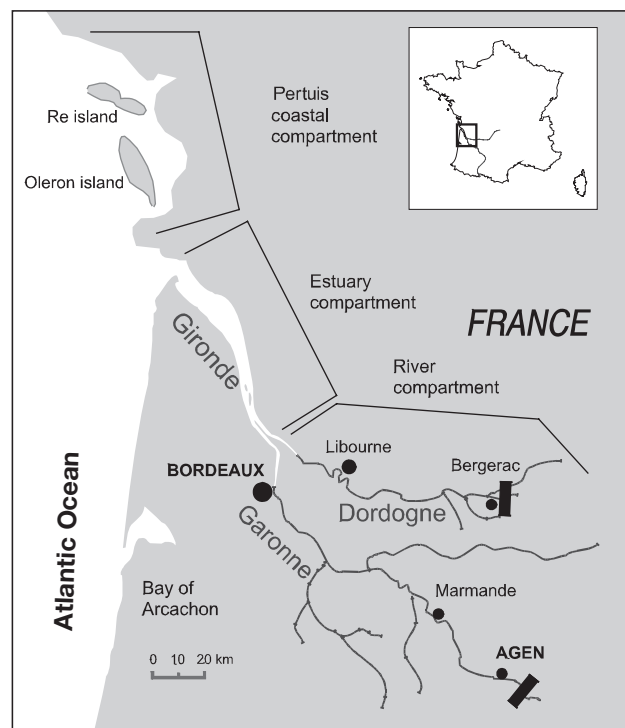 Re island
Oleron island
Pertuis
coastal
compartment
Estuary
compartment
FRANCE
Gironde
River
compartment
Libourne
BORDEAUX
Bergerac
Dordogne
Garonne
Atlantic Ocean
Bay of
Arcachon
Marmande
AGEN
0 10 20 km